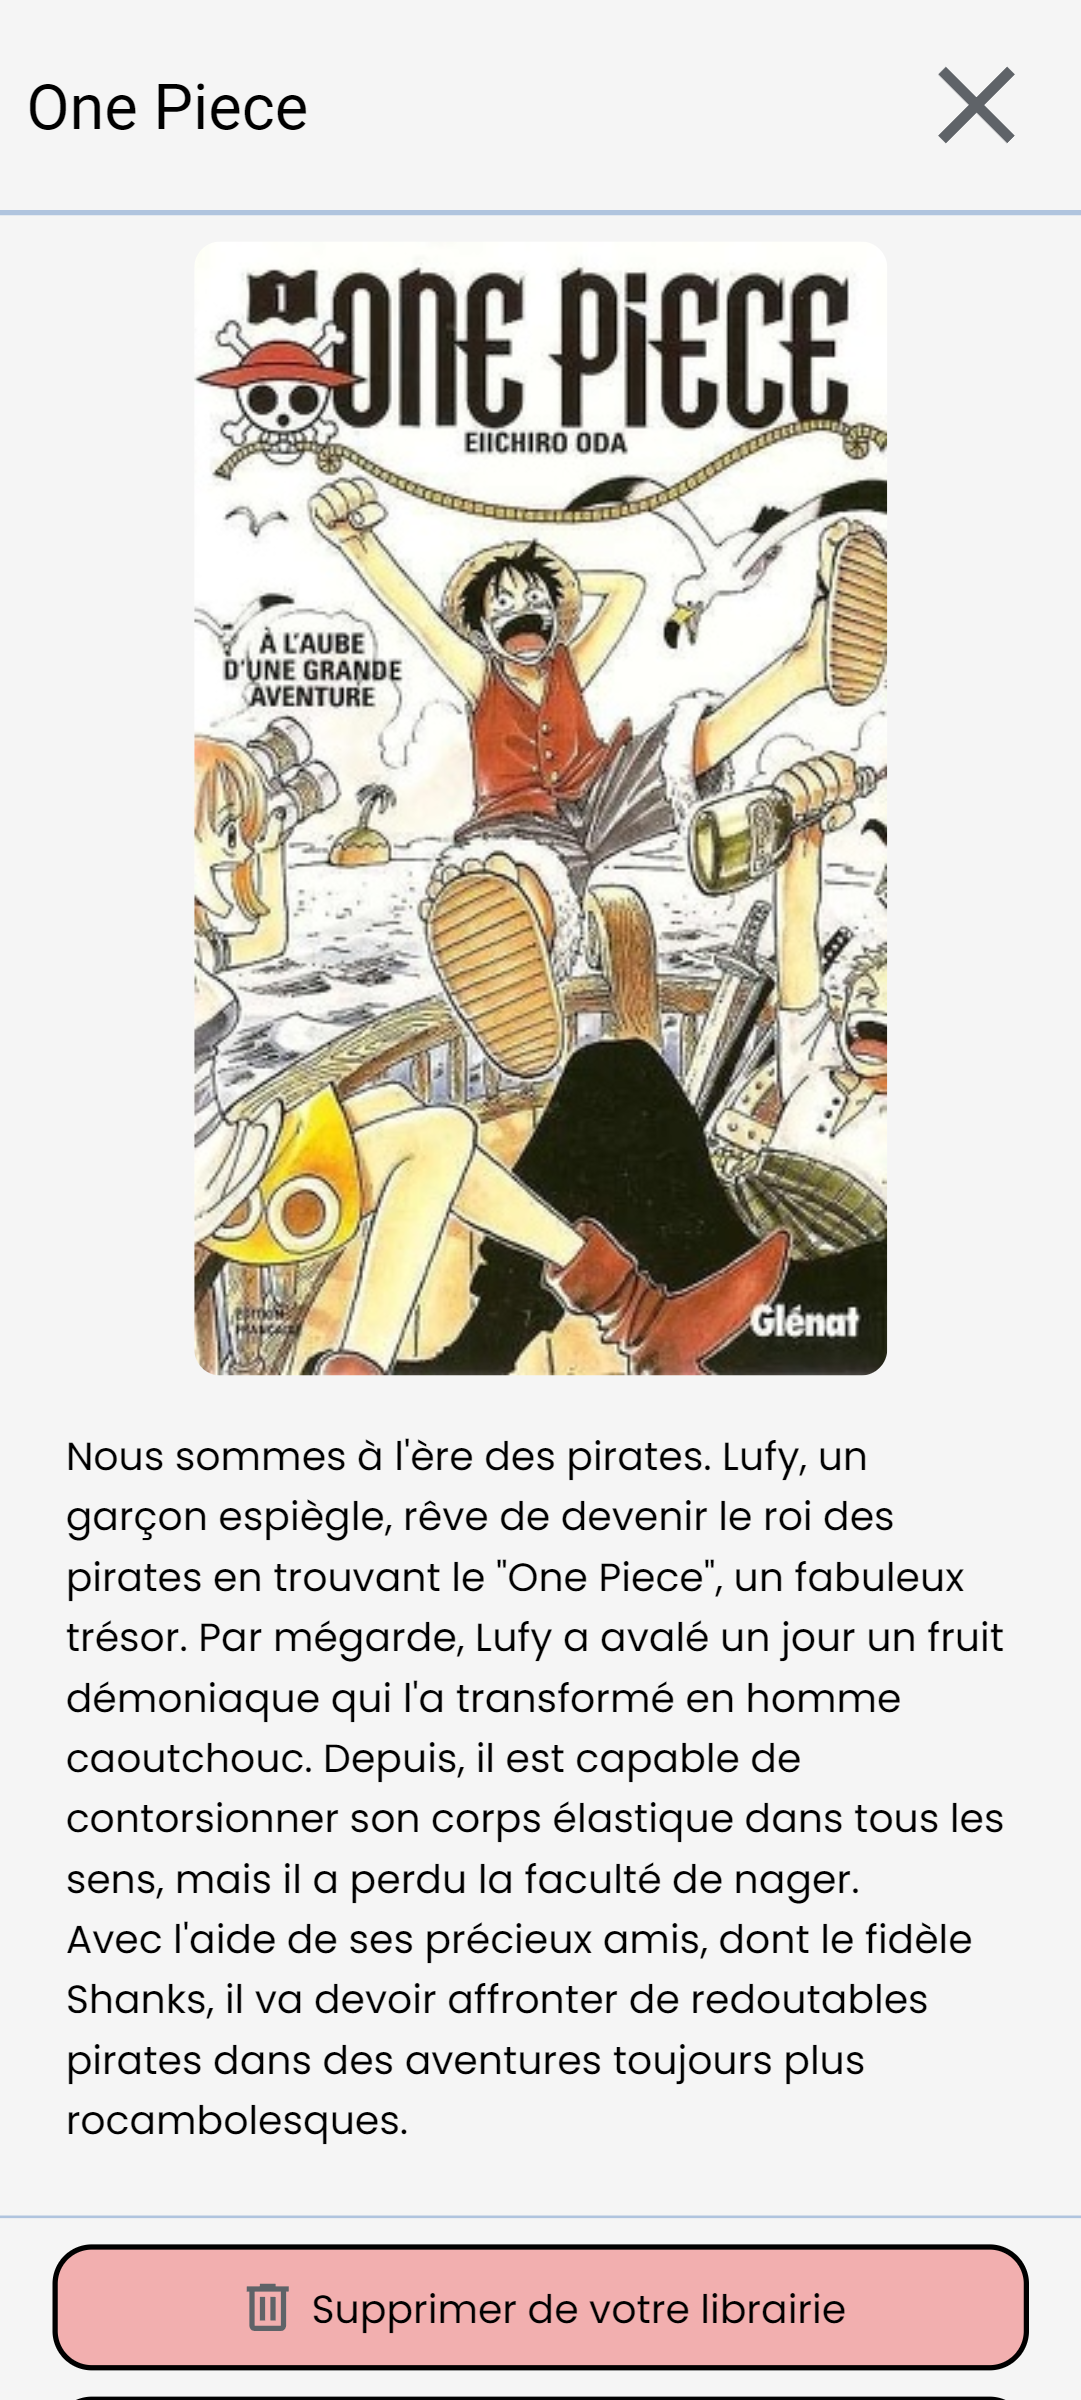 One Piece
1
ONE PiECE
EIICHIRO ODA
À L'AUBE
D'UNE GRANDE
AVENTURE
ÉDITION
FRANÇAISE
Glénat
Nous sommes à l'ère des pirates. Lufy, un
garçon espiègle, rêve de devenir le roi des
pirates en trouvant le "One Piece", un fabuleux
trésor. Par mégarde, Lufy a avalé un jour un fruit
démoniaque qui l'a transformé en homme
caoutchouc. Depuis, il est capable de
contorsionner son corps élastique dans tous les
sens, mais il a perdu la faculté de nager.
Avec l'aide de ses précieux amis, dont le fidèle
Shanks, il va devoir affronter de redoutables
pirates dans des aventures toujours plus
rocambolesques.
Supprimer de votre librairie